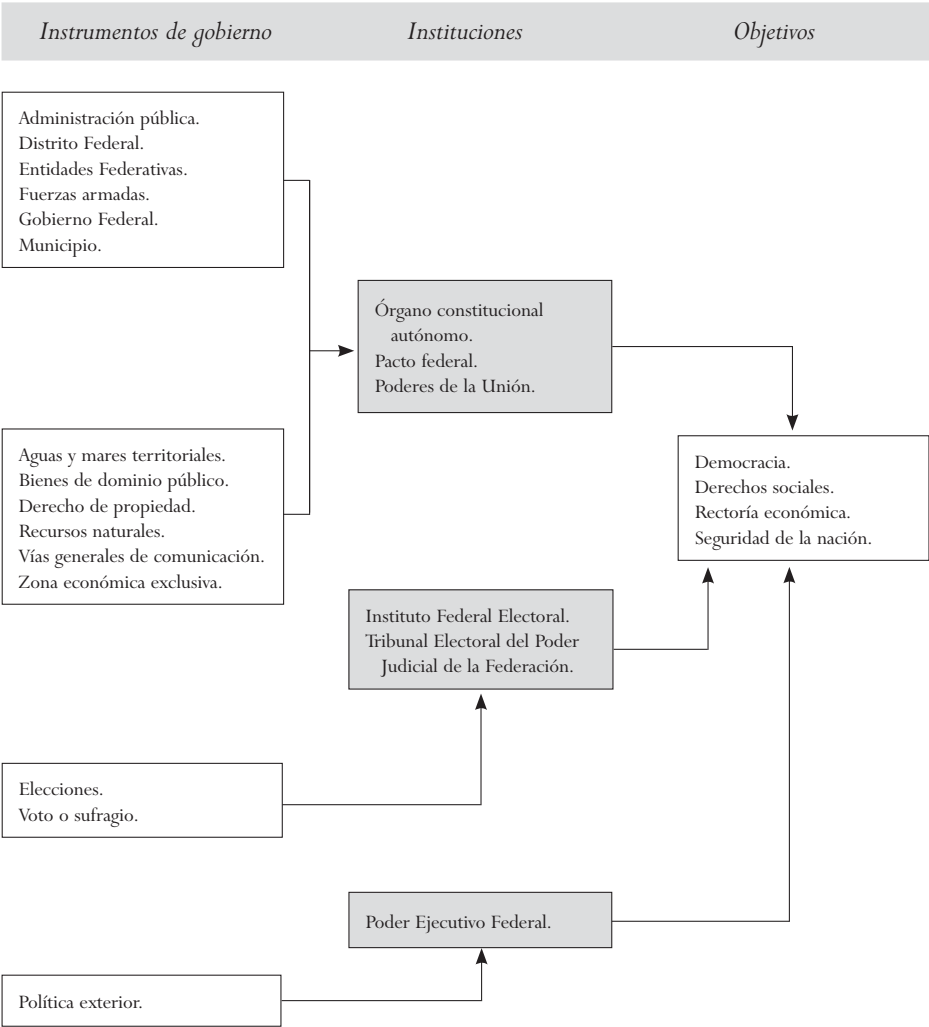 Instrumentos de gobierno Instituciones Objetivos
Administración pública.
Distrito Federal.
Entidades Federativas.
Fuerzas armadas.
Gobierno Federal.
Municipio.
Órgano constitucional
autónomo.
Pacto federal.
Poderes de la Unión.
Aguas y mares territoriales.
Bienes de dominio público.
Derecho de propiedad.
Recursos naturales.
Vías generales de comunicación.
Zona económica exclusiva.
Democracia.
Derechos sociales.
Rectoría económica.
Seguridad de la nación.
Instituto Federal Electoral.
Tribunal Electoral del Poder
Judicial de la Federación.
Elecciones.
Voto o sufragio.
Poder Ejecutivo Federal.
Política exterior.